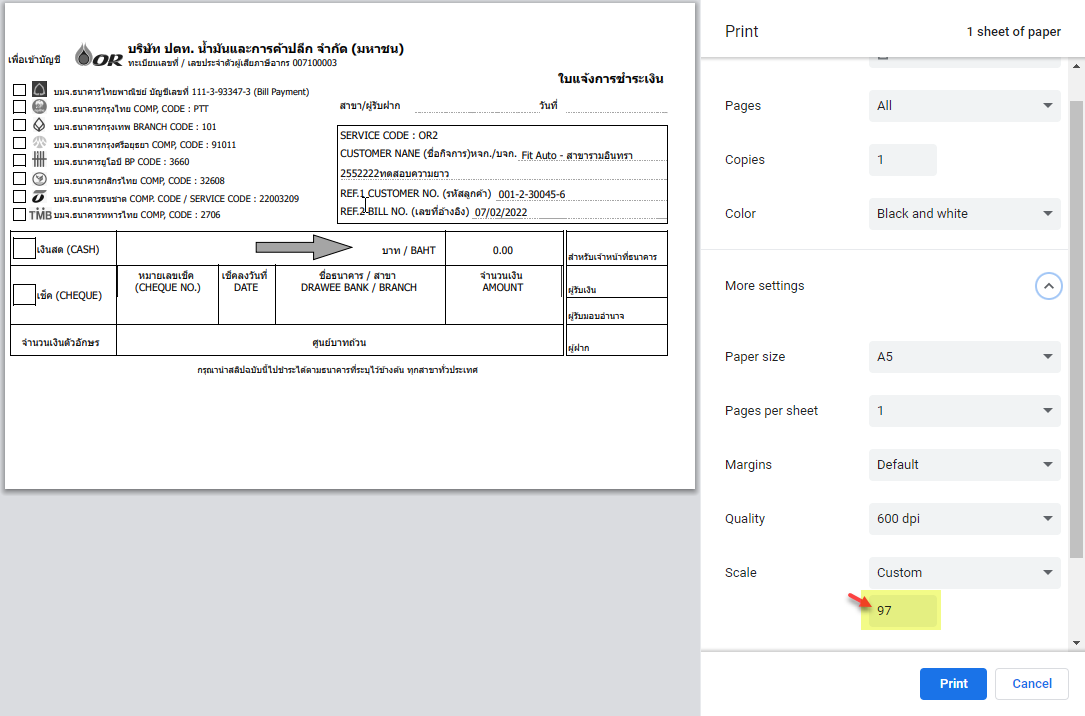 เพื่อเข้าบัญชี
OR
บริษัท ปตท. น้ำมันและการค้าปลีก จำกัด (มหาชน)
ทะเบียนเลขที่ / เลขประจำตัวผู้เสียภาษีอากร 007100003
ใบแจ้งการชำระเงิน
บมจ.ธนาคารไทยพาณิชย์ บัญชีเลขที่ 111-3-93347-3 (Bill Payment)
บมจ.ธนาคารกรุงไทย COMP, CODE : PTT
บมจ.ธนาคารกรุงเทพ BRANCH CODE : 101
บมจ.ธนาคารกรุงศรีอยุธยา COMP, CODE : 91011
บมจ.ธนาคารยูโอบี BP CODE : 3660
บมจ.ธนาคารกสิกรไทย COMP, CODE : 32608
บมจ.ธนาคารธนชาต COMP. CODE / SERVICE CODE : 22003209
TMB บมจ.ธนาคารทหารไทย COMP, CODE : 2706
สาขา/ผู้รับฝาก วันที่
SERVICE CODE : OR2
CUSTOMER NANE (ชื่อกิจการ)หจก./บจก. Fit Auto - สาขารามอินทรา
2552222ทดสอบความยาว
REF.1 CUSTOMER NO. (รหัสลูกค้า) 001-2-30045-6
REF.2 BILL NO. (เลขที่อ้างอิง) 07/02/2022
เงินสด (CASH) บาท / BAHT 0.00 สำหรับเจ้าหน้าที่ธนาคาร
เช็ค (CHEQUE)
หมายเลขเช็ค
(CHEQUE NO.)
เช็คลงวันที่
DATE
ชื่อธนาคาร / สาขา
DRAWEE BANK / BRANCH
จำนวนเงิน
AMOUNT
ผู้รับเงิน
ผู้รับมอบอำนาจ
จำนวนเงินตัวอักษร ศูนย์บาทถ้วน ผู้ฝาก
กรุณานำสลิปฉบับนี้ไปชำระได้ตามธนาคารที่ระบุไว้ข้างต้น ทุกสาขาทั่วประเทศ
Print 1 sheet of paper
Pages All
Copies 1
Color Black and white
More settings
Paper size A5
Pages per sheet 1
Margins Default
Quality 600 dpi
Scale Custom
97
Print Cancel